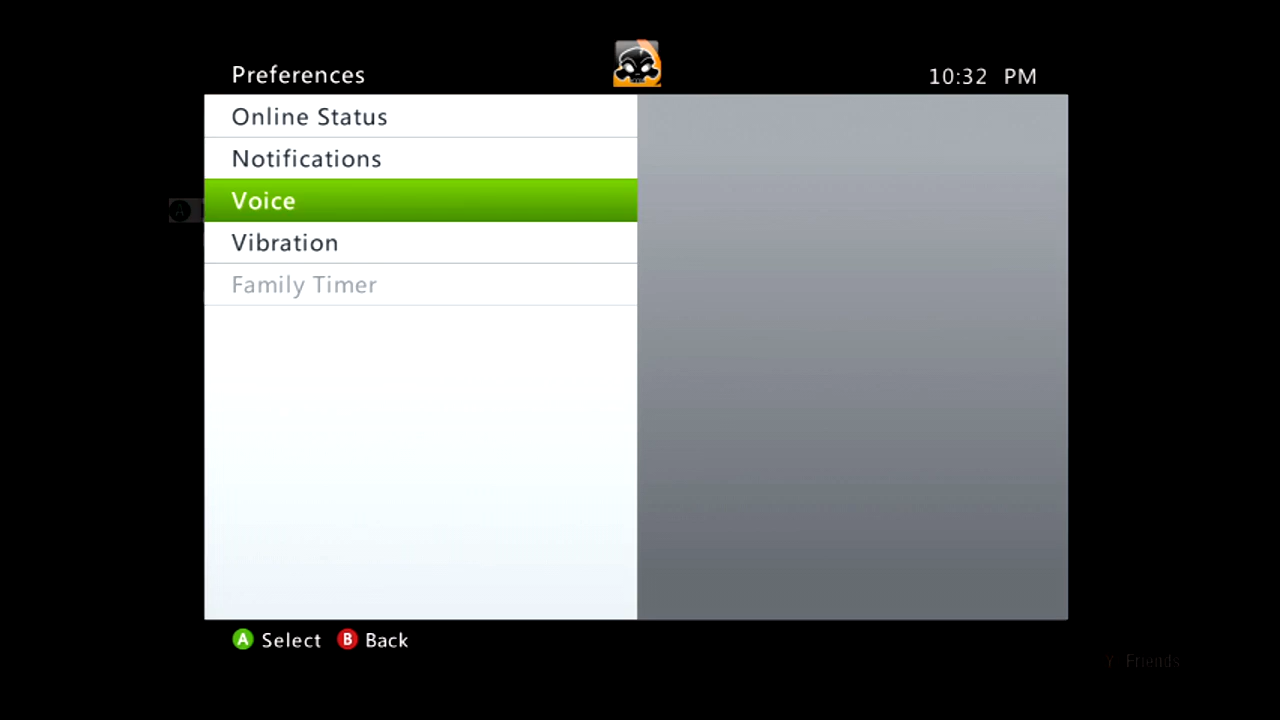 Preferences
10:32 PM
Online Status
Notifications
Voice
Vibration
Family Timer
A Select B Back
Y Friends